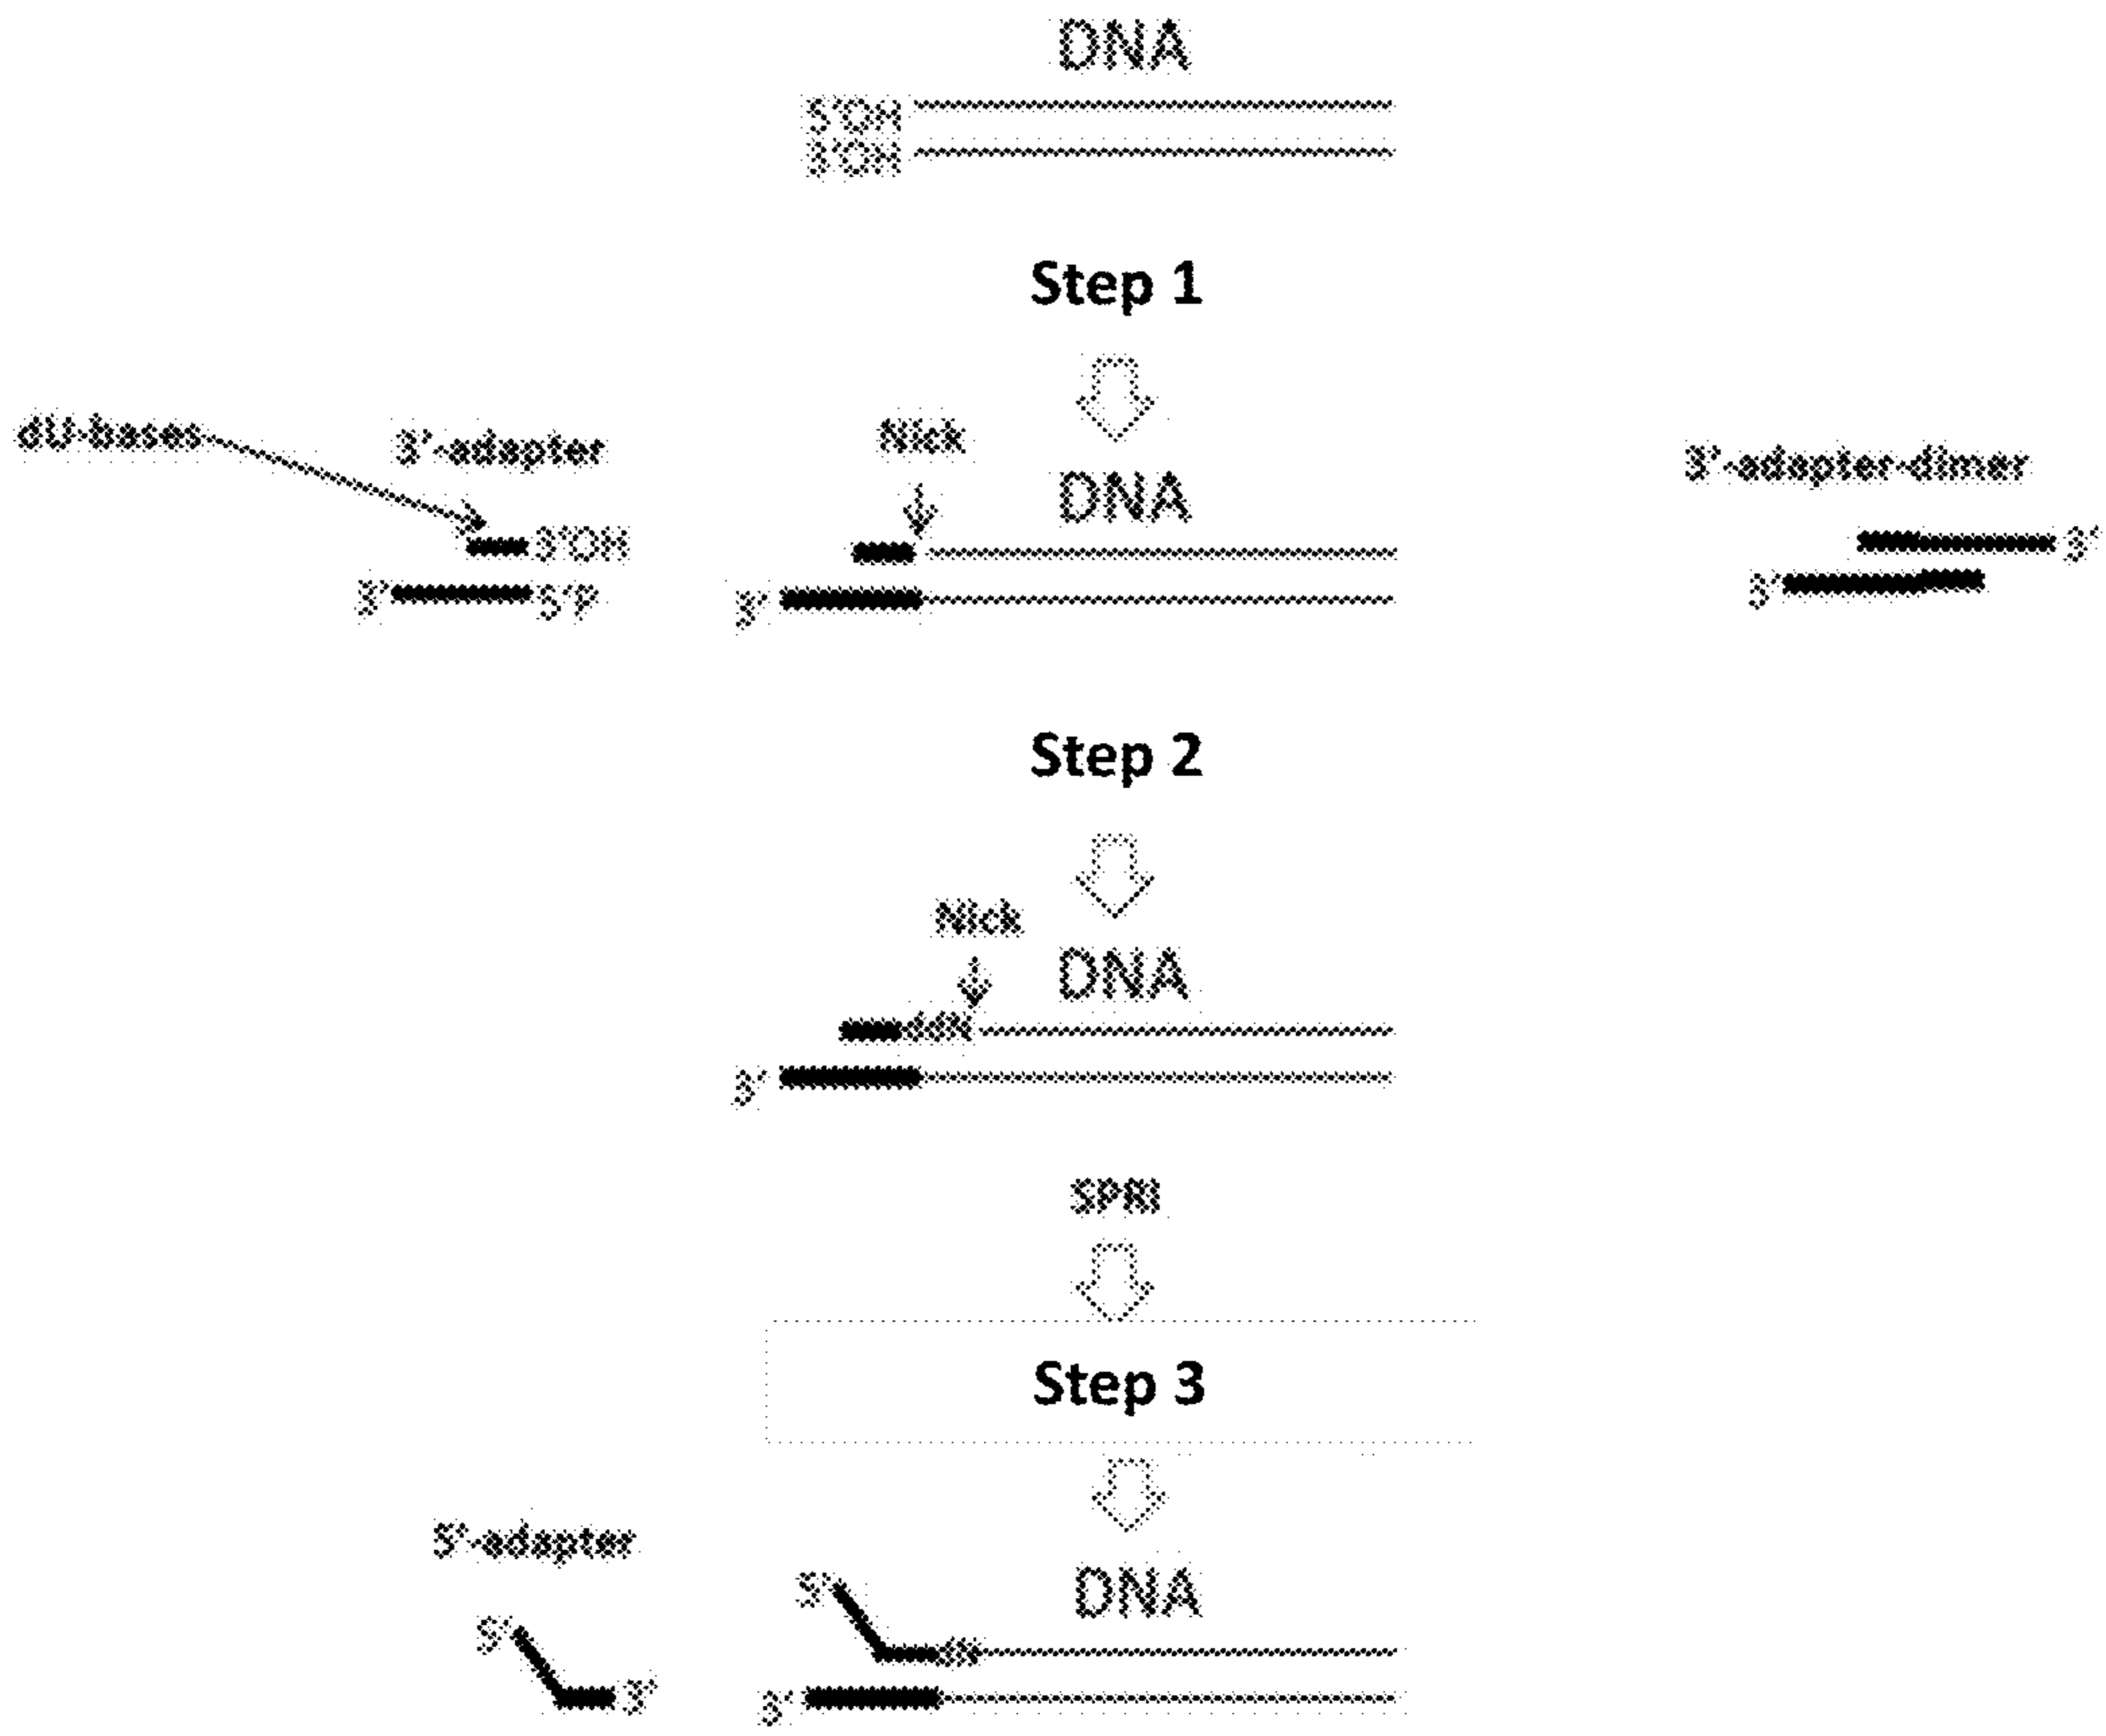 DNA
5'OH
3'OH
Step 1
dU-bases
3'-adapter
Nick
DNA
3'-adapter-dimer
3'OH
3'
5'P
3'
3'
3'
Step 2
Nick
DNA
3'
SPRI
Step 3
5'-adapter
DNA
5'
5'
3'
3'